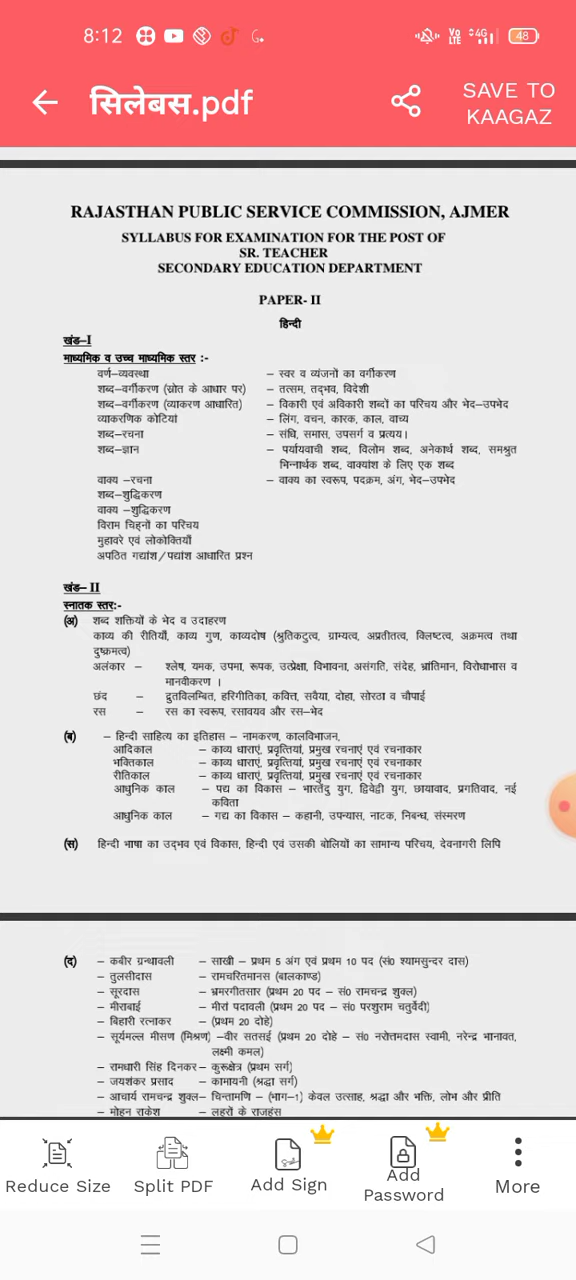 8:12
Vo LTE 4G 48
सिलेबस.pdf
SAVE TO
KAAGAZ
RAJASTHAN PUBLIC SERVICE COMMISSION, AJMER
SYLLABUS FOR EXAMINATION FOR THE POST OF
SR. TEACHER
SECONDARY EDUCATION DEPARTMENT
PAPER- II
हिन्दी
खंड–I
माध्यमिक व उच्च माध्यमिक स्तर :-
वर्ण–व्यवस्था – स्वर व व्यंजनों का वर्गीकरण
शब्द–वर्गीकरण (स्रोत के आधार पर) – तत्सम, तद्भव, विदेशी
शब्द–वर्गीकरण (व्याकरण आधारित) – विकारी एवं अविकारी शब्दों का परिचय और भेद–उपभेद
व्याकरणिक कोटियां – लिंग, वचन, कारक, काल, वाच्य
शब्द–रचना – संधि, समास, उपसर्ग व प्रत्यय।
शब्द–ज्ञान – पर्यायवाची शब्द, विलोम शब्द, अनेकार्थ शब्द, समश्रुत
भिन्नार्थक शब्द, वाक्यांश के लिए एक शब्द
वाक्य –रचना – वाक्य का स्वरूप, पदक्रम, अंग, भेद–उपभेद
शब्द–शुद्धिकरण
वाक्य –शुद्धिकरण
विराम चिह्नों का परिचय
मुहावरे एवं लोकोक्तियाँ
अपठित गद्यांश/पद्यांश आधारित प्रश्न
खंड– II
स्नातक स्तर:-
(अ) शब्द शक्तियों के भेद व उदाहरण
काव्य की रीतियाँ, काव्य गुण, काव्यदोष (श्रुतिकटुत्व, ग्राम्यत्व, अप्रतीतत्व, क्लिष्टत्व, अक्रमत्व तथा
दुष्क्रमत्व)
अलंकार – श्लेष, यमक, उपमा, रूपक, उत्प्रेक्षा, विभावना, असंगति, संदेह, भ्रांतिमान, विरोधाभास व
मानवीकरण ।
छंद – द्रुतविलम्बित, हरिगीतिका, कवित्त, सवैया, दोहा, सोरठा व चौपाई
रस – रस का स्वरूप, रसावयव और रस–भेद
(ब) – हिन्दी साहित्य का इतिहास – नामकरण, कालविभाजन,
आदिकाल – काव्य धाराएं, प्रवृत्तियां, प्रमुख रचनाएं एवं रचनाकार
भक्तिकाल – काव्य धाराएं, प्रवृत्तियां, प्रमुख रचनाएं एवं रचनाकार
रीतिकाल – काव्य धाराएं, प्रवृत्तियां, प्रमुख रचनाएं एवं रचनाकार
आधुनिक काल – पद्य का विकास – भारतेंदु युग, द्विवेद्वी युग, छायावाद, प्रगतिवाद, नई
कविता
आधुनिक काल – गद्य का विकास – कहानी, उपन्यास, नाटक, निबन्ध, संस्मरण
(स) हिन्दी भाषा का उद्भव एवं विकास, हिन्दी एवं उसकी बोलियों का सामान्य परिचय, देवनागरी लिपि
(द) – कबीर ग्रन्थावली – साखी – प्रथम 5 अंग एवं प्रथम 10 पद (सं० श्यामसुन्दर दास)
– तुलसीदास – रामचरितमानस (बालकाण्ड)
– सूरदास – भ्रमरगीतसार (प्रथम 20 पद – सं० रामचन्द्र शुक्ल)
– मीराबाई – मीरां पदावली (प्रथम 20 पद – सं० परशुराम चतुर्वेदी)
– बिहारी रत्नाकर – (प्रथम 20 दोहे)
– सूर्यमल्ल मीसण (मिश्रण) –वीर सतसई (प्रथम 20 दोहे – सं० नरोत्तमदास स्वामी, नरेन्द्र भानावत,
लक्ष्मी कमल)
– रामधारी सिंह दिनकर– कुरूक्षेत्र (प्रथम सर्ग)
– जयशंकर प्रसाद – कामायनी (श्रद्धा सर्ग)
– आचार्य रामचन्द्र शुक्ल– चिन्तामणि – (भाग–1) केवल उत्साह, श्रद्धा और भक्ति, लोभ और प्रीति
– मोहन राकेश – लहरों के राजहंस
Reduce Size
Split PDF
Add Sign
Add
Password
More